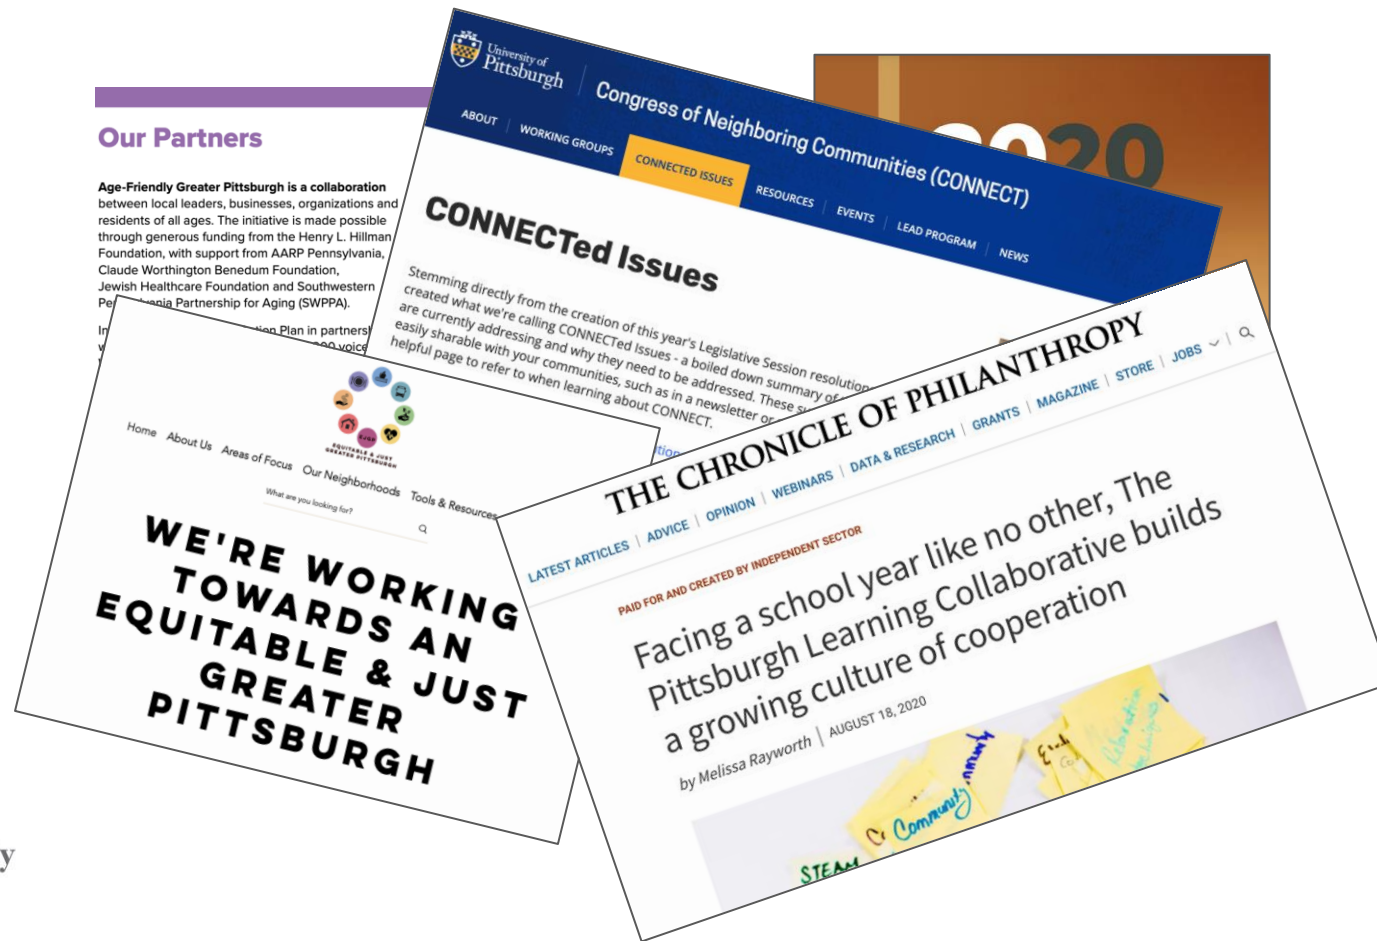 Our Partners
Age-Friendly Greater Pittsburgh is a collaboration
between local leaders, businesses, organizations and
residents of all ages. The initiative is made possible
through generous funding from the Henry L. Hillman
Foundation, with support from AARP Pennsylvania,
Claude Worthington Benedum Foundation,
Jewish Healthcare Foundation and Southwestern
Partnership for Aging (SWPPA).
Plan in
University of
Pittsburgh
Congress of Neighboring Communities (CONNECT)
ABOUT
WORKING GROUPS
CONNECTED ISSUES
RESOURCES
EVENTS
LEAD PROGRAM
NEWS
CONNECTed Issues
Stemming directly from the creation of this year's Legislative Session
created what we're calling CONNECTed Issues - a boiled down summary of
are currently addressing and why they need to be addressed. These
easily sharable with your communities, such as in a newsletter or
helpful page to refer to when learning about CONNECT.
2020
EQUITABLE & JUST
GREATER PITTSBURGH
Home About Us Areas of Focus Our Neighborhoods Tools & Resources
What are you looking for?
WE'RE WORKING
TOWARDS AN
EQUITABLE & JUST
GREATER
PITTSBURGH
THE CHRONICLE OF PHILANTHROPY
LATEST ARTICLES | ADVICE | OPINION | WEBINARS | DATA & RESEARCH | GRANTS | MAGAZINE | STORE | JOBS
PAID FOR AND CREATED BY INDEPENDENT SECTOR
Facing a school year like no other, The
Pittsburgh Learning Collaborative builds
a growing culture of cooperation
by Melissa Rayworth | AUGUST 18, 2020
Community
STEAM
y